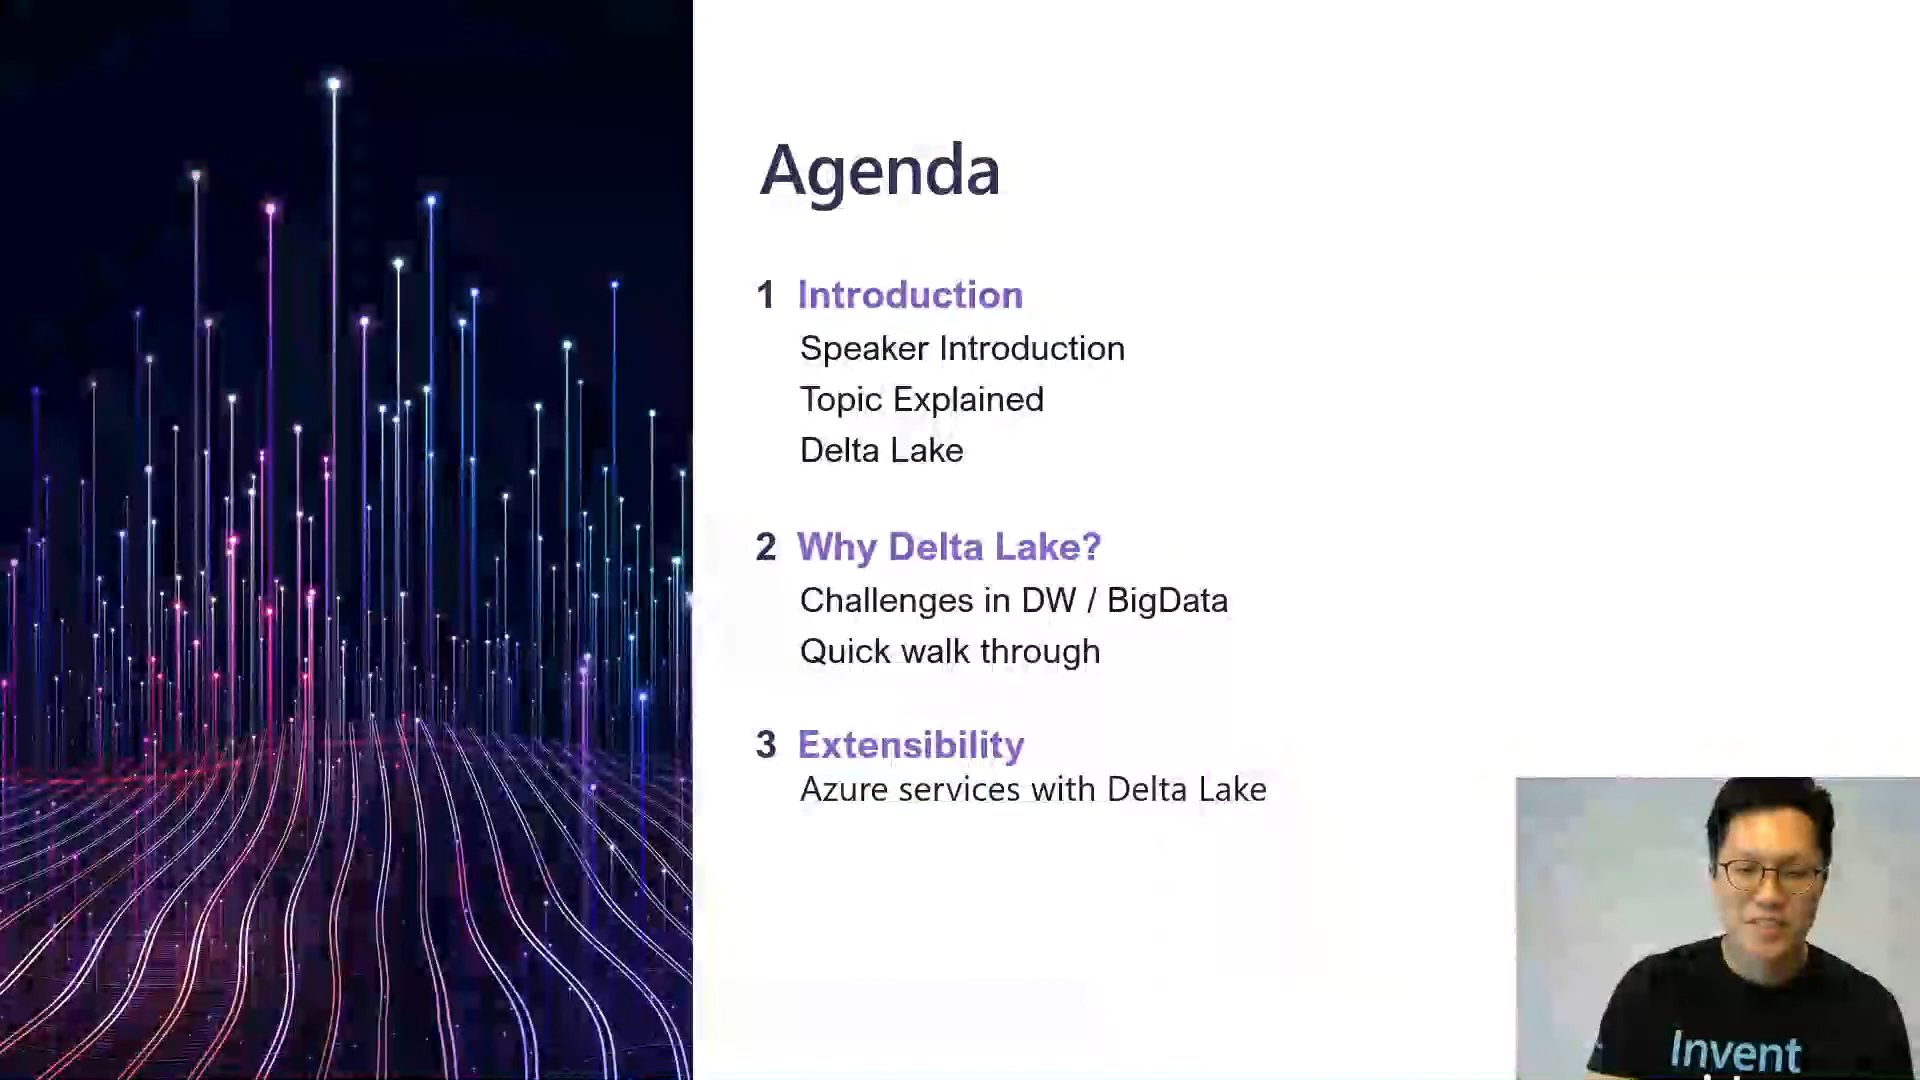 Agenda
1 Introduction
Speaker Introduction
Topic Explained
Delta Lake
2 Why Delta Lake?
Challenges in DW / BigData
Quick walk through
3 Extensibility
Azure services with Delta Lake
Invent